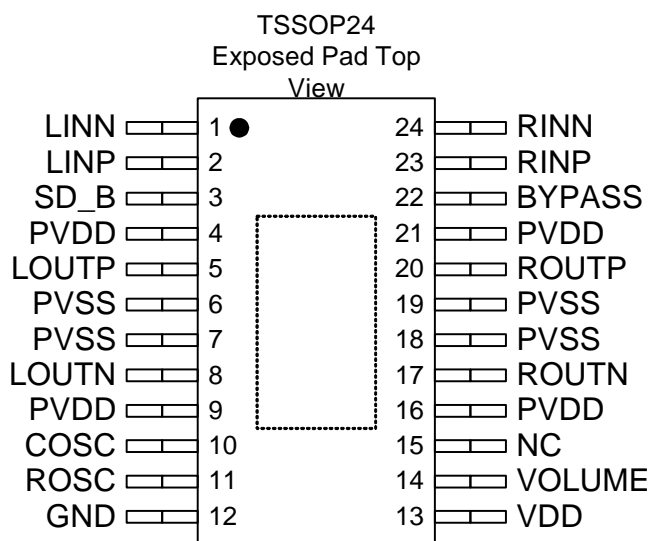 TSSOP24
Exposed Pad Top
View
LINN 1 24 RINN
LINP 2 23 RINP
SD_B 3 22 BYPASS
PVDD 4 21 PVDD
LOUTP 5 20 ROUTP
PVSS 6 19 PVSS
PVSS 7 18 PVSS
LOUTN 8 17 ROUTN
PVDD 9 16 PVDD
COSC 10 15 NC
ROSC 11 14 VOLUME
GND 12 13 VDD